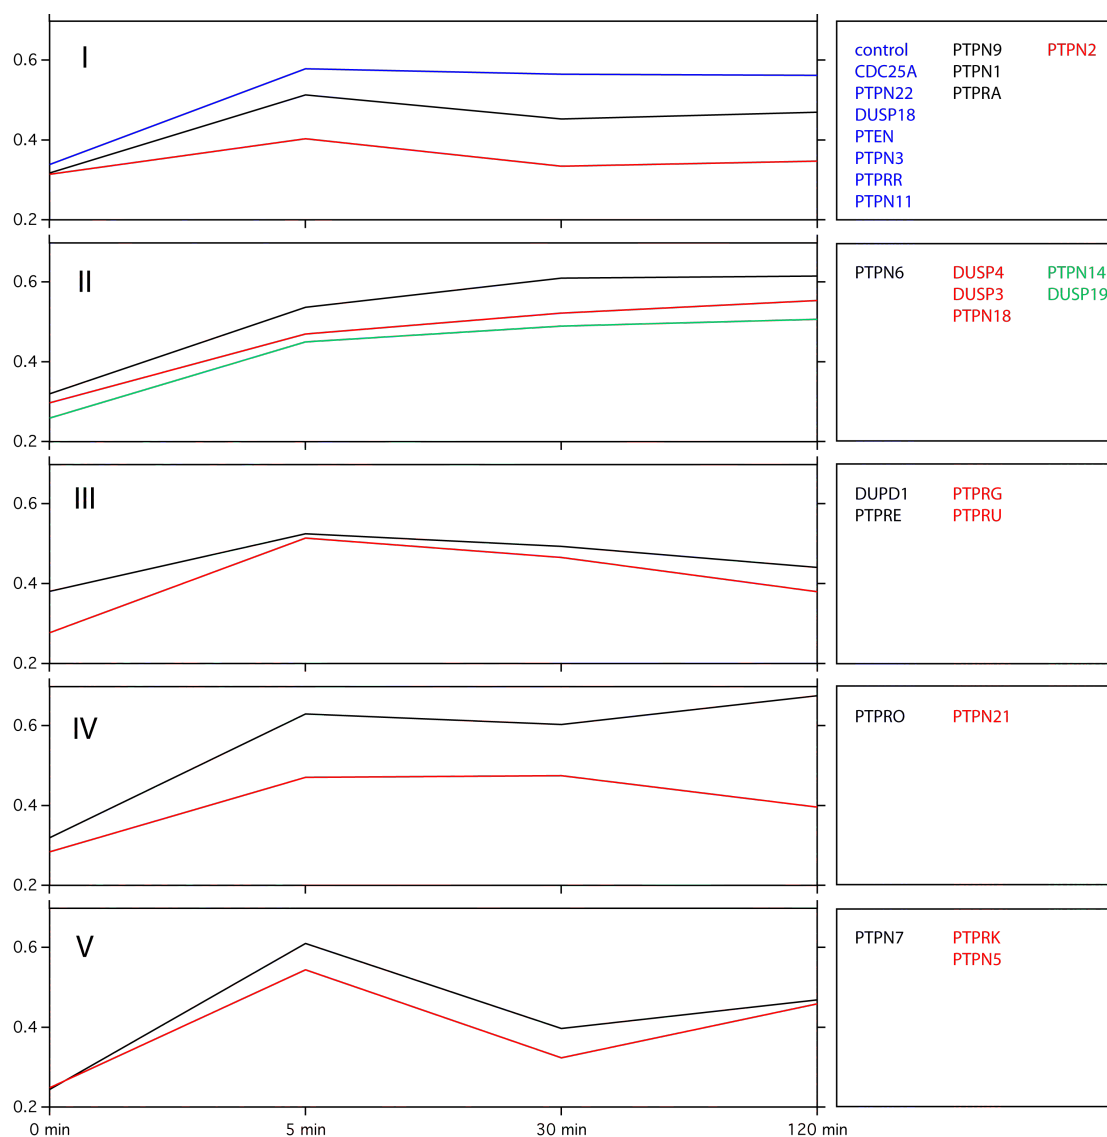 I
0.6
0.4
0.2
control PTPN9 PTPN2
CDC25A PTPN1
PTPN22 PTPRA
DUSP18
PTEN
PTPN3
PTPRR
PTPN11
II
0.6
0.4
0.2
PTPN6 DUSP4 PTPN14
DUSP3 DUSP19
PTPN18
III
0.6
0.4
0.2
DUPD1 PTPRG
PTPRE PTPRU
IV
0.6
0.4
0.2
PTPRO PTPN21
V
0.6
0.4
0.2
PTPN7 PTPRK
PTPN5
0 min 5 min 30 min 120 min